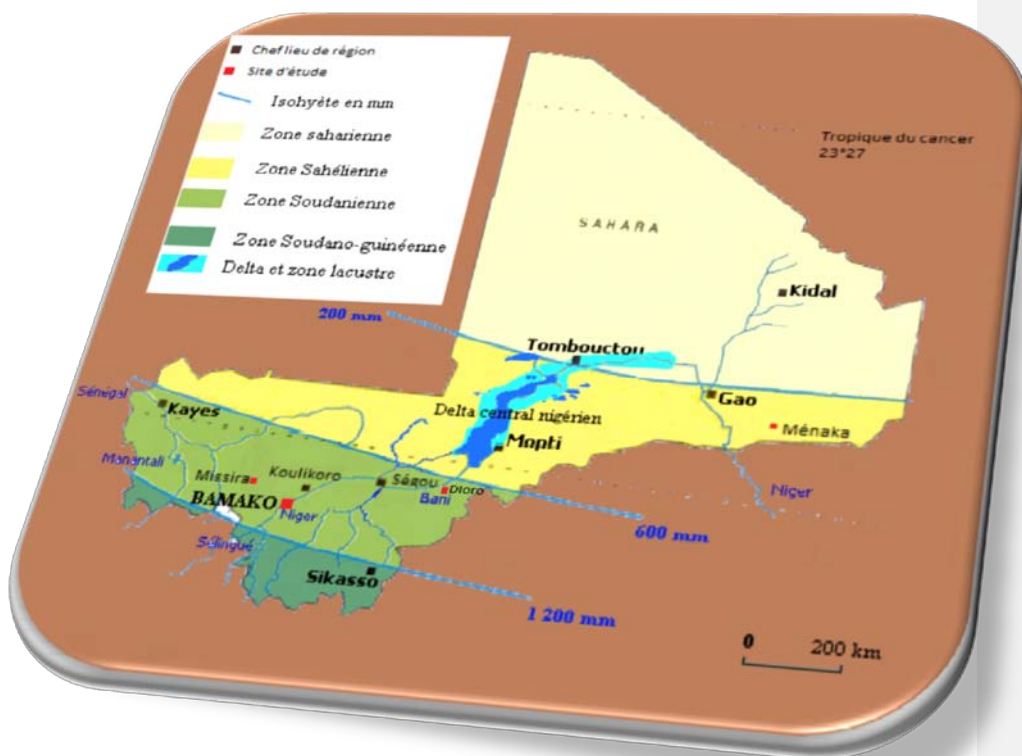 Chef lieu de région
Site d'étude
Isohyète en mm
Zone saharienne
Zone Sahélienne
Zone Soudanienne
Zone Soudano-guinéenne
Delta et zone lacustre
Tropique du cancer
23°27
SAHARA
Kidal
200 mm
Tombouctou
Gao
Sénégal
Kayes
Delta central nigérien
Ménaka
Mopti
Manantali
Missira
Koulikoro
Ségou
Dioro
Bani
BAMAKO
Niger
Niger
600 mm
Sélingué
Sikasso
1 200 mm
0 200 km